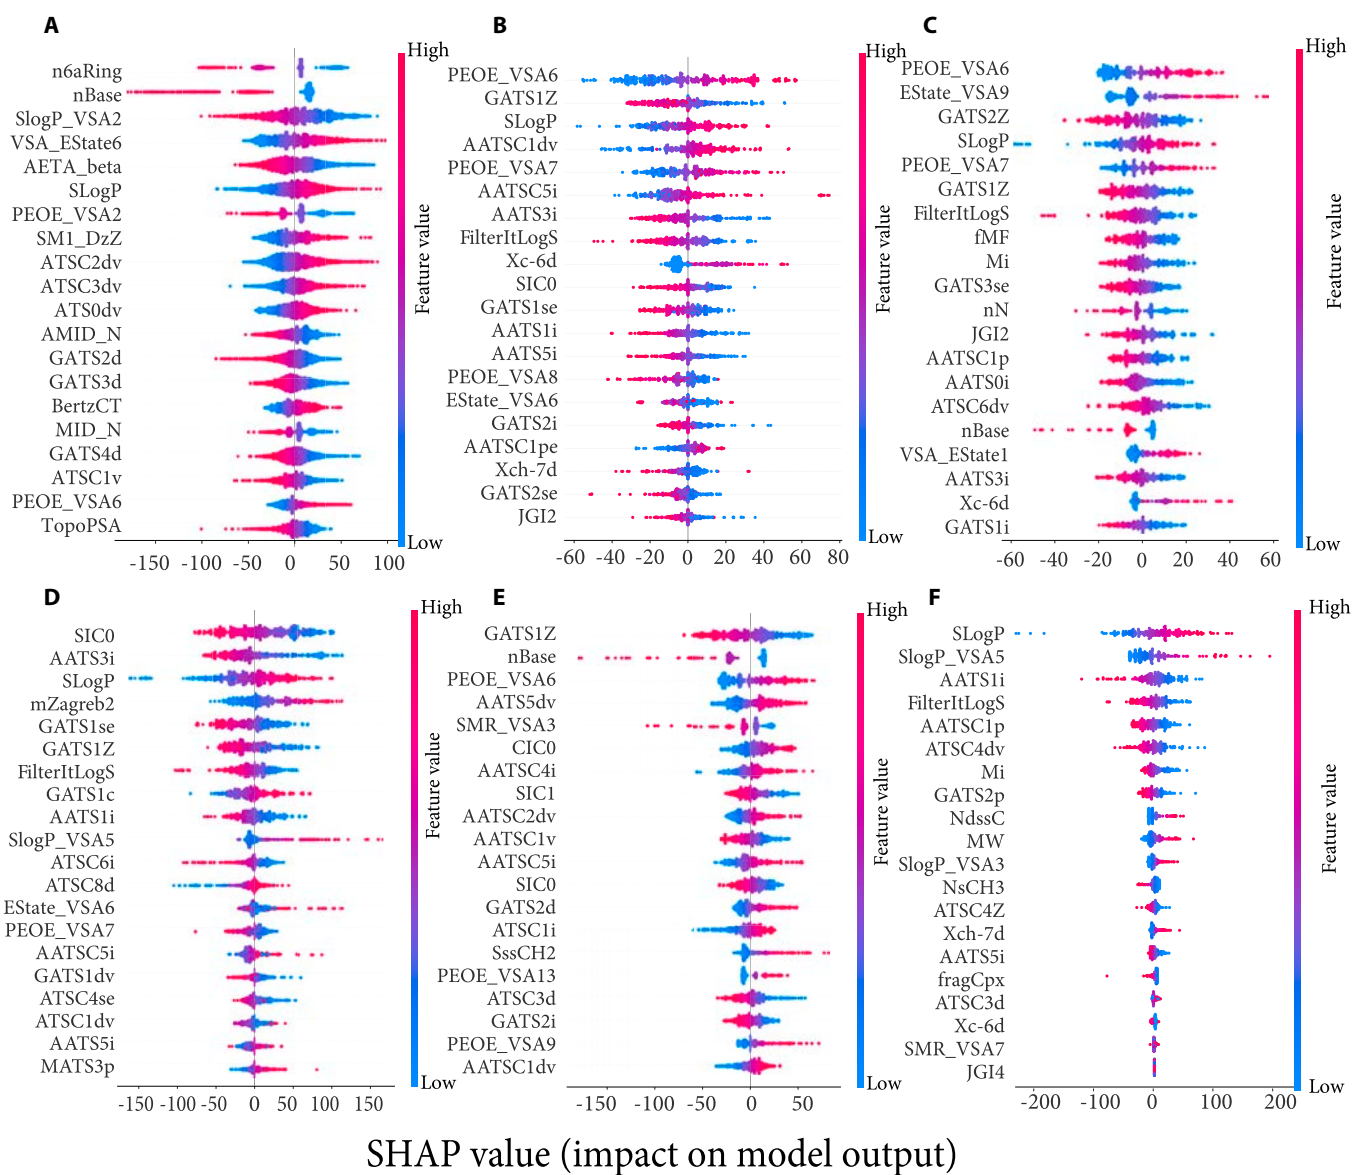 A
High
n6aRing
nBase
SlogP_VSA2
VSA_EState6
AETA_beta
SLogP
PEOE_VSA2
SM1_DzZ
ATSC2dv
ATSC3dv
ATS0dv
AMID_N
GATS2d
GATS3d
BertzCT
MID_N
GATS4d
ATSC1v
PEOE_VSA6
TopoPSA
Feature value
Low
-150 -100 -50 0 50 100
B
High
PEOE_VSA6
GATS1Z
SLogP
AATSC1dv
PEOE_VSA7
AATSC5i
AATS3i
FilterItLogS
Xc-6d
SIC0
GATS1se
AATS1i
AATS5i
PEOE_VSA8
EState_VSA6
GATS2i
AATSC1pe
Xch-7d
GATS2se
JGI2
Feature value
Low
-60 -40 -20 0 20 40 60 80
C
High
PEOE_VSA6
EState_VSA9
GATS2Z
SLogP
PEOE_VSA7
GATS1Z
FilterItLogS
fMF
Mi
GATS3se
nN
JGI2
AATSC1p
AATS0i
ATSC6dv
nBase
VSA_EState1
AATS3i
Xc-6d
GATS1i
Feature value
Low
-60 -40 -20 0 20 40 60
D
High
SIC0
AATS3i
SLogP
mZagreb2
GATS1se
GATS1Z
FilterItLogS
GATS1c
AATS1i
SlogP_VSA5
ATSC6i
ATSC8d
EState_VSA6
PEOE_VSA7
AATSC5i
GATS1dv
ATSC4se
ATSC1dv
AATS5i
MATS3p
Feature value
Low
-150 -100 -50 0 50 100 150
E
High
GATS1Z
nBase
PEOE_VSA6
AATS5dv
SMR_VSA3
CIC0
AATSC4i
SIC1
AATSC2dv
AATSC1v
AATSC5i
SIC0
GATS2d
ATSC1i
SssCH2
PEOE_VSA13
ATSC3d
GATS2i
PEOE_VSA9
AATSC1dv
Feature value
Low
-150 -100 -50 0 50
F
High
SLogP
SlogP_VSA5
AATS1i
FilterItLogS
AATSC1p
ATSC4dv
Mi
GATS2p
NdssC
MW
SlogP_VSA3
NsCH3
ATSC4Z
Xch-7d
AATS5i
fragCpx
ATSC3d
Xc-6d
SMR_VSA7
JGI4
Feature value
Low
-200 -100 0 100 200
SHAP value (impact on model output)